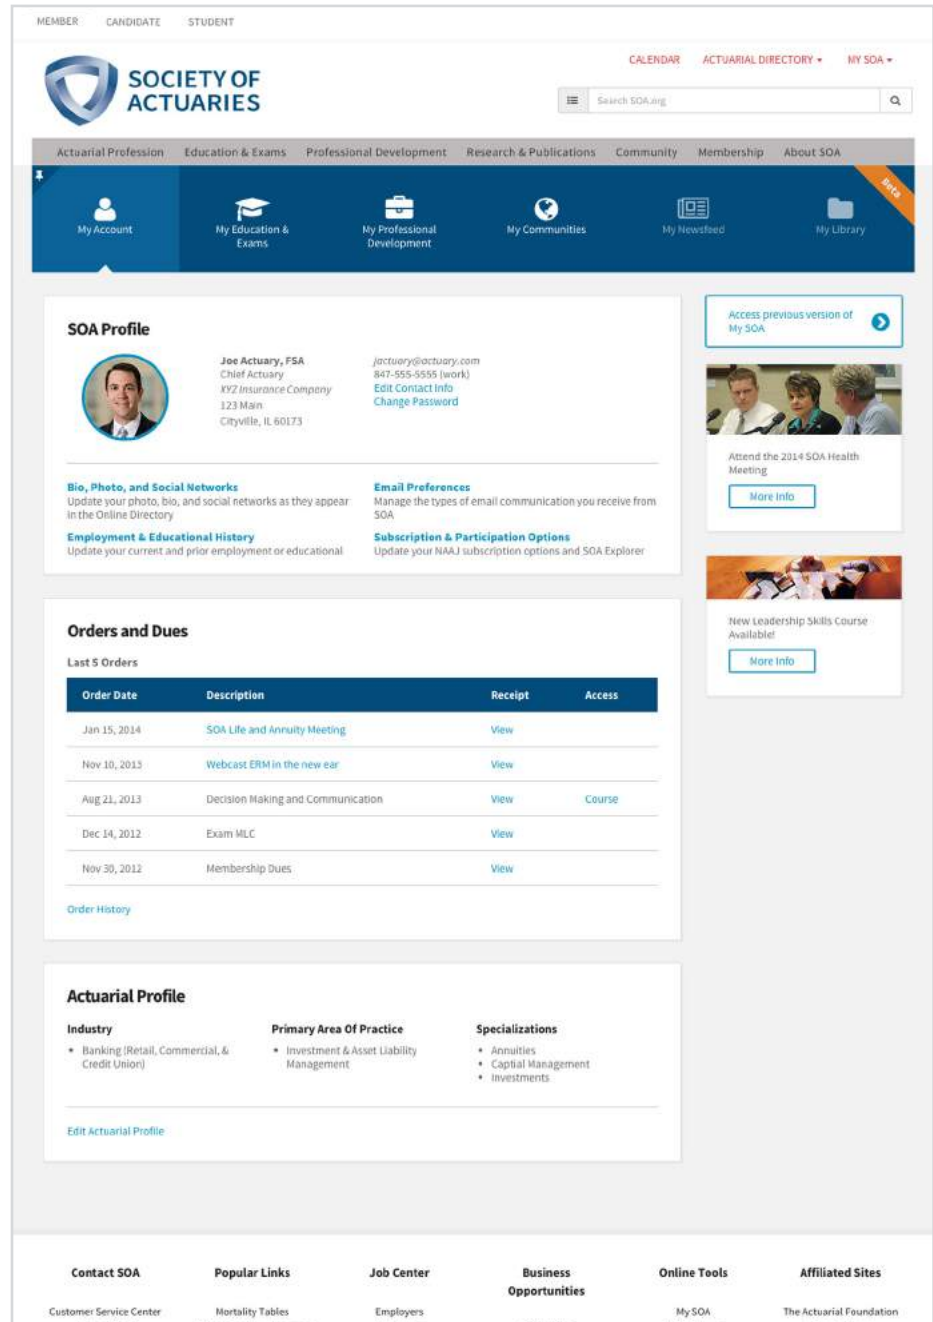 MEMBER CANDIDATE STUDENT
SOCIETY OF
ACTUARIES
CALENDAR ACTUARIAL DIRECTORY MY SOA
Search SOA.org
Actuarial Profession Education & Exams Professional Development Research & Publications Community Membership About SOA
Beta
My Account
My Education &
Exams
My Professional
Development
My Communities
My Newsfeed
My Library
SOA Profile
Joe Actuary, FSA
Chief Actuary
XYZ Insurance Company
123 Main
Cityville, IL 60173
jactuary@actuary.com
847-555-5555 (work)
Edit Contact Info
Change Password
Bio, Photo, and Social Networks
Update your photo, bio, and social networks as they appear
in the Online Directory
Email Preferences
Manage the types of email communication you receive from
SOA
Employment & Educational History
Update your current and prior employment or educational
Subscription & Participation Options
Update your NAAJ subscription options and SOA Explorer
Access previous version of
My SOA
Attend the 2014 SOA Health
Meeting
More Info
New Leadership Skills Course
Available!
More Info
Orders and Dues
Last 5 Orders
Order Date Description Receipt Access
Jan 15, 2014 SOA Life and Annuity Meeting View
Nov 10, 2013 Webcast ERM in the new ear View
Aug 21, 2013 Decision Making and Communication View Course
Dec 14, 2012 Exam MLC View
Nov 30, 2012 Membership Dues View
Order History
Actuarial Profile
Industry
• Banking (Retail, Commercial, &
Credit Union)
Primary Area Of Practice
• Investment & Asset Liability
Management
Specializations
• Annuities
• Captial Management
• Investments
Edit Actuarial Profile
Contact SOA Popular Links Job Center Business
Opportunities
Online Tools Affiliated Sites
Customer Service Center Mortality Tables Employers My SOA The Actuarial Foundation